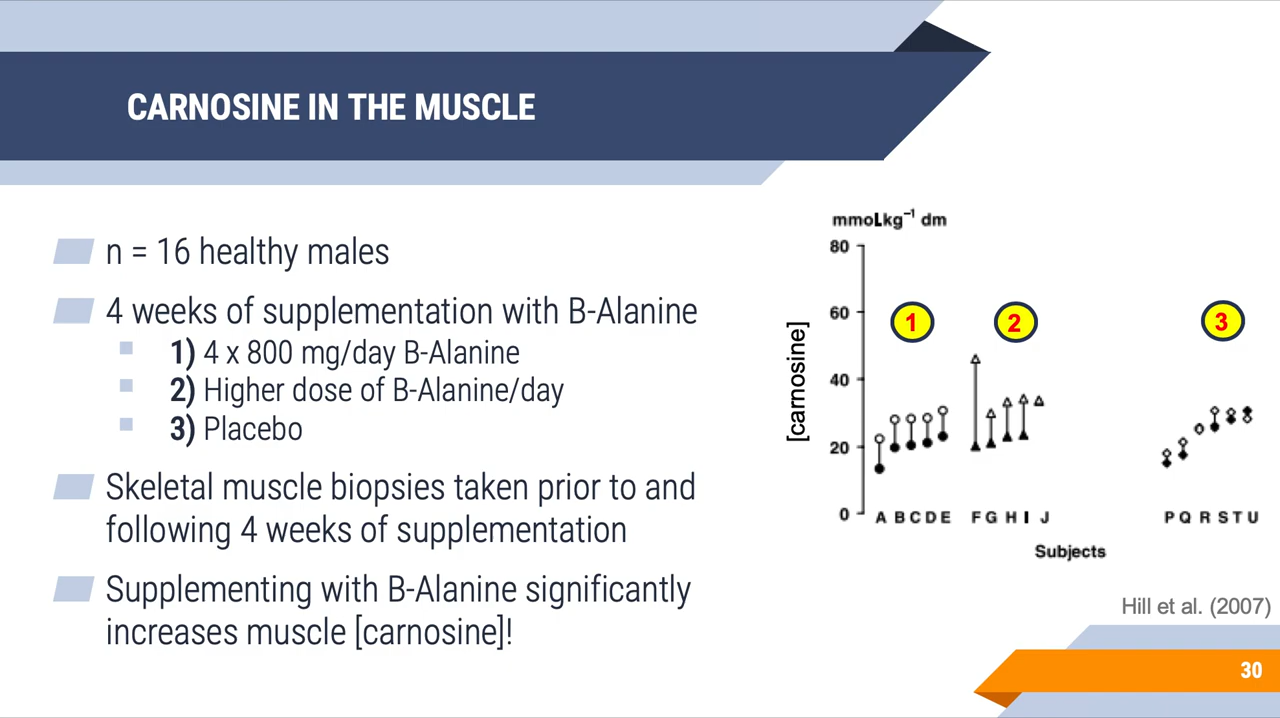 CARNOSINE IN THE MUSCLE
n = 16 healthy males
4 weeks of supplementation with B-Alanine
1) 4 x 800 mg/day B-Alanine
2) Higher dose of B-Alanine/day
3) Placebo
Skeletal muscle biopsies taken prior to and
following 4 weeks of supplementation
Supplementing with B-Alanine significantly
increases muscle [carnosine]!
mmoLkg⁻¹ dm
80
60
40
20
0
[carnosine]
1
2
3
A B C D E F G H I J P Q R S T U
Subjects
Hill et al. (2007)
30